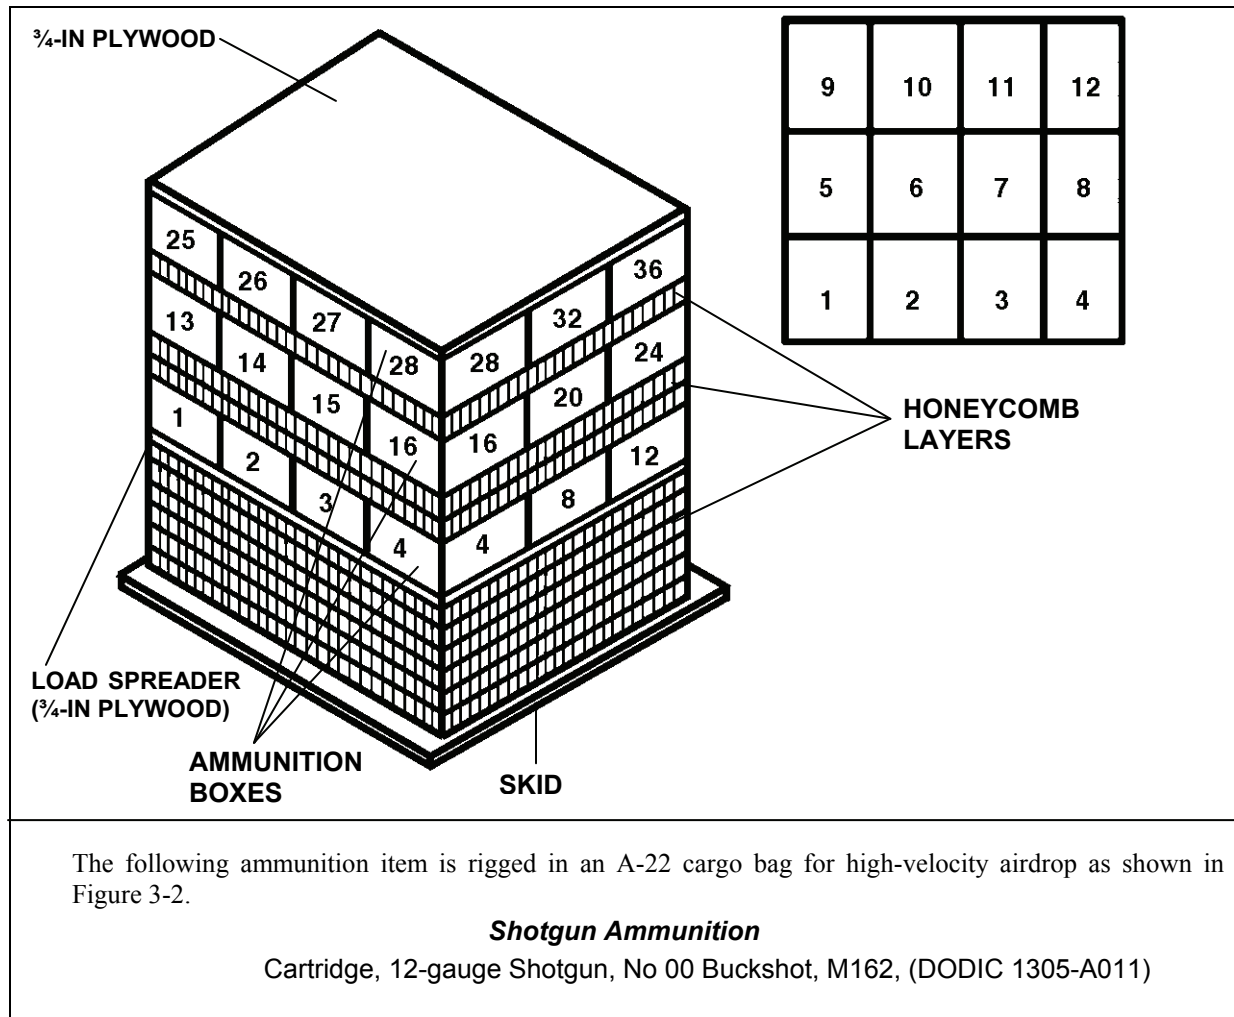 ¾-IN PLYWOOD
9 10 11 12
5 6 7 8
1 2 3 4
25 26 27 28
28 32 36
13 14 15 16
16 20 24
1 2 3 4
4 8 12
HONEYCOMB
LAYERS
LOAD SPREADER
(¾-IN PLYWOOD)
AMMUNITION
BOXES
SKID
The following ammunition item is rigged in an A-22 cargo bag for high-velocity airdrop as shown in
Figure 3-2.
Shotgun Ammunition
Cartridge, 12-gauge Shotgun, No 00 Buckshot, M162, (DODIC 1305-A011)